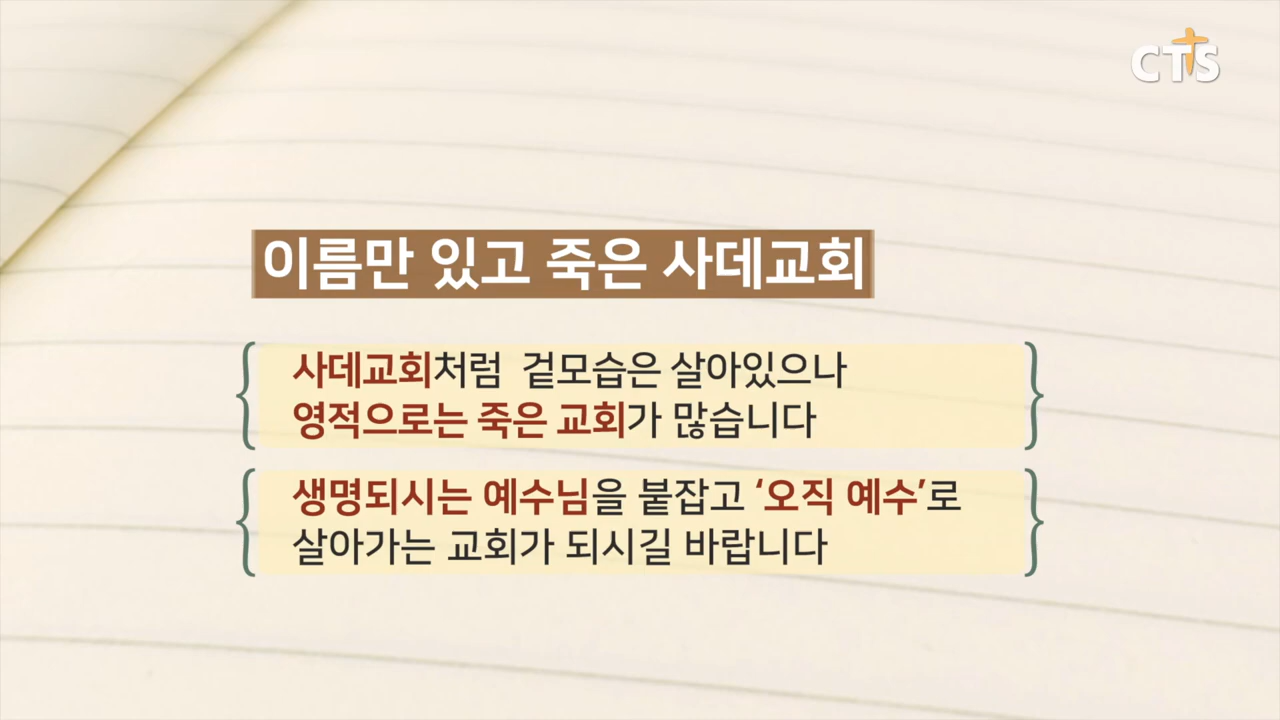 CTS
이름만 있고 죽은 사데교회
사데교회처럼 겉모습은 살아있으나
영적으로는 죽은 교회가 많습니다
생명되시는 예수님을 붙잡고 ‘오직 예수’로
살아가는 교회가 되시길 바랍니다